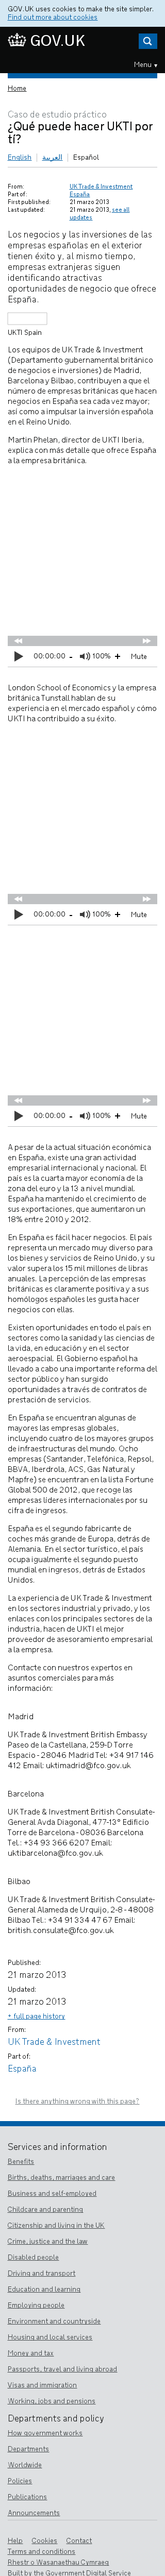 GOV.UK uses cookies to make the site simpler.
Find out more about cookies
GOV.UK
Menu ▾
Home
Caso de estudio práctico
¿Qué puede hacer UKTI por
tí?
English | العربية | Español
From: UK Trade & Investment
Part of: España
First published: 21 marzo 2013
Last updated: 21 marzo 2013, see all
updates
Los negocios y las inversiones de las
empresas españolas en el exterior
tienen éxito y, al mismo tiempo,
empresas extranjeras siguen
identificando atractivas
oportunidades de negocio que ofrece
España.
UKTI Spain
Los equipos de UK Trade & Investment
(Departamento gubernamental británico
de negocios e inversiones) de Madrid,
Barcelona y Bilbao, contribuyen a que el
número de empresas británicas que hacen
negocios en España sea cada vez mayor;
así como a impulsar la inversión española
en el Reino Unido.
Martin Phelan, director de UKTI Iberia,
explica con más detalle que ofrece España
a la empresa británica.
00:00:00 - 100% + Mute
London School of Economics y la empresa
británica Tunstall hablan de su
experiencia en el mercado español y cómo
UKTI ha contribuido a su éxito.
00:00:00 - 100% + Mute
00:00:00 - 100% + Mute
A pesar de la actual situación económica
en España, existe una gran actividad
empresarial internacional y nacional. El
país es la cuarta mayor economía de la
zona del euro y la 13 a nivel mundial.
España ha mantenido el crecimiento de
sus exportaciones, que aumentaron un
18% entre 2010 y 2012.
En España es fácil hacer negocios. El país
representa un mercado muy diverso para
los bienes y servicios de Reino Unido, su
valor supera los 15 mil millones de libras
anuales. La percepción de las empresas
británicas es claramente positiva y a sus
homólogos españoles les gusta hacer
negocios con ellas.
Existen oportunidades en todo el país en
sectores como la sanidad y las ciencias de
la vida, en educación y en el sector
aeroespacial. El Gobierno español ha
llevado a cabo una importante reforma del
sector público y han surgido
oportunidades a través de contratos de
prestación de servicios.
En España se encuentran algunas de
mayores las empresas globales,
incluyendo cuatro de los mayores grupos
de infraestructuras del mundo. Ocho
empresas (Santander, Telefónica, Repsol,
BBVA, Iberdrola, ACS, Gas Natural y
Mapfre) se encuentran en la lista Fortune
Global 500 de 2012, que recoge las
empresas líderes internacionales por su
cifra de ingresos.
España es el segundo fabricante de
coches más grande de Europa, detrás de
Alemania. En el sector turístico, el país
ocupa igualmente el segundo puesto
mundial en ingresos, detrás de Estados
Unidos.
La experiencia de UK Trade & Investment
en los sectores industrial y privado, y los
enlaces con los principales sectores de la
industria, hacen de UKTI el mejor
proveedor de asesoramiento empresarial
a la empresa.
Contacte con nuestros expertos en
asuntos comerciales para más
información:
Madrid
UK Trade & Investment British Embassy
Paseo de la Castellana, 259-D Torre
Espacio - 28046 Madrid Tel: +34 917 146
412 Email: uktimadrid@fco.gov.uk
Barcelona
UK Trade & Investment British Consulate-
General Avda Diagonal, 477-13° Edificio
Torre de Barcelona - 08036 Barcelona
Tel.: +34 93 366 6207 Email:
uktibarcelona@fco.gov.uk
Bilbao
UK Trade & Investment British Consulate-
General Alameda de Urquijo, 2-8 - 48008
Bilbao Tel.: +34 91 334 47 67 Email:
british.consulate@fco.gov.uk
Published:
21 marzo 2013
Updated:
21 marzo 2013
+ full page history
From:
UK Trade & Investment
Part of:
España
Is there anything wrong with this page?
Services and information
Benefits
Births, deaths, marriages and care
Business and self-employed
Childcare and parenting
Citizenship and living in the UK
Crime, justice and the law
Disabled people
Driving and transport
Education and learning
Employing people
Environment and countryside
Housing and local services
Money and tax
Passports, travel and living abroad
Visas and immigration
Working, jobs and pensions
Departments and policy
How government works
Departments
Worldwide
Policies
Publications
Announcements
Help Cookies Contact
Terms and conditions
Rhestr o Wasanaethau Cymraeg
Built by the Government Digital Service